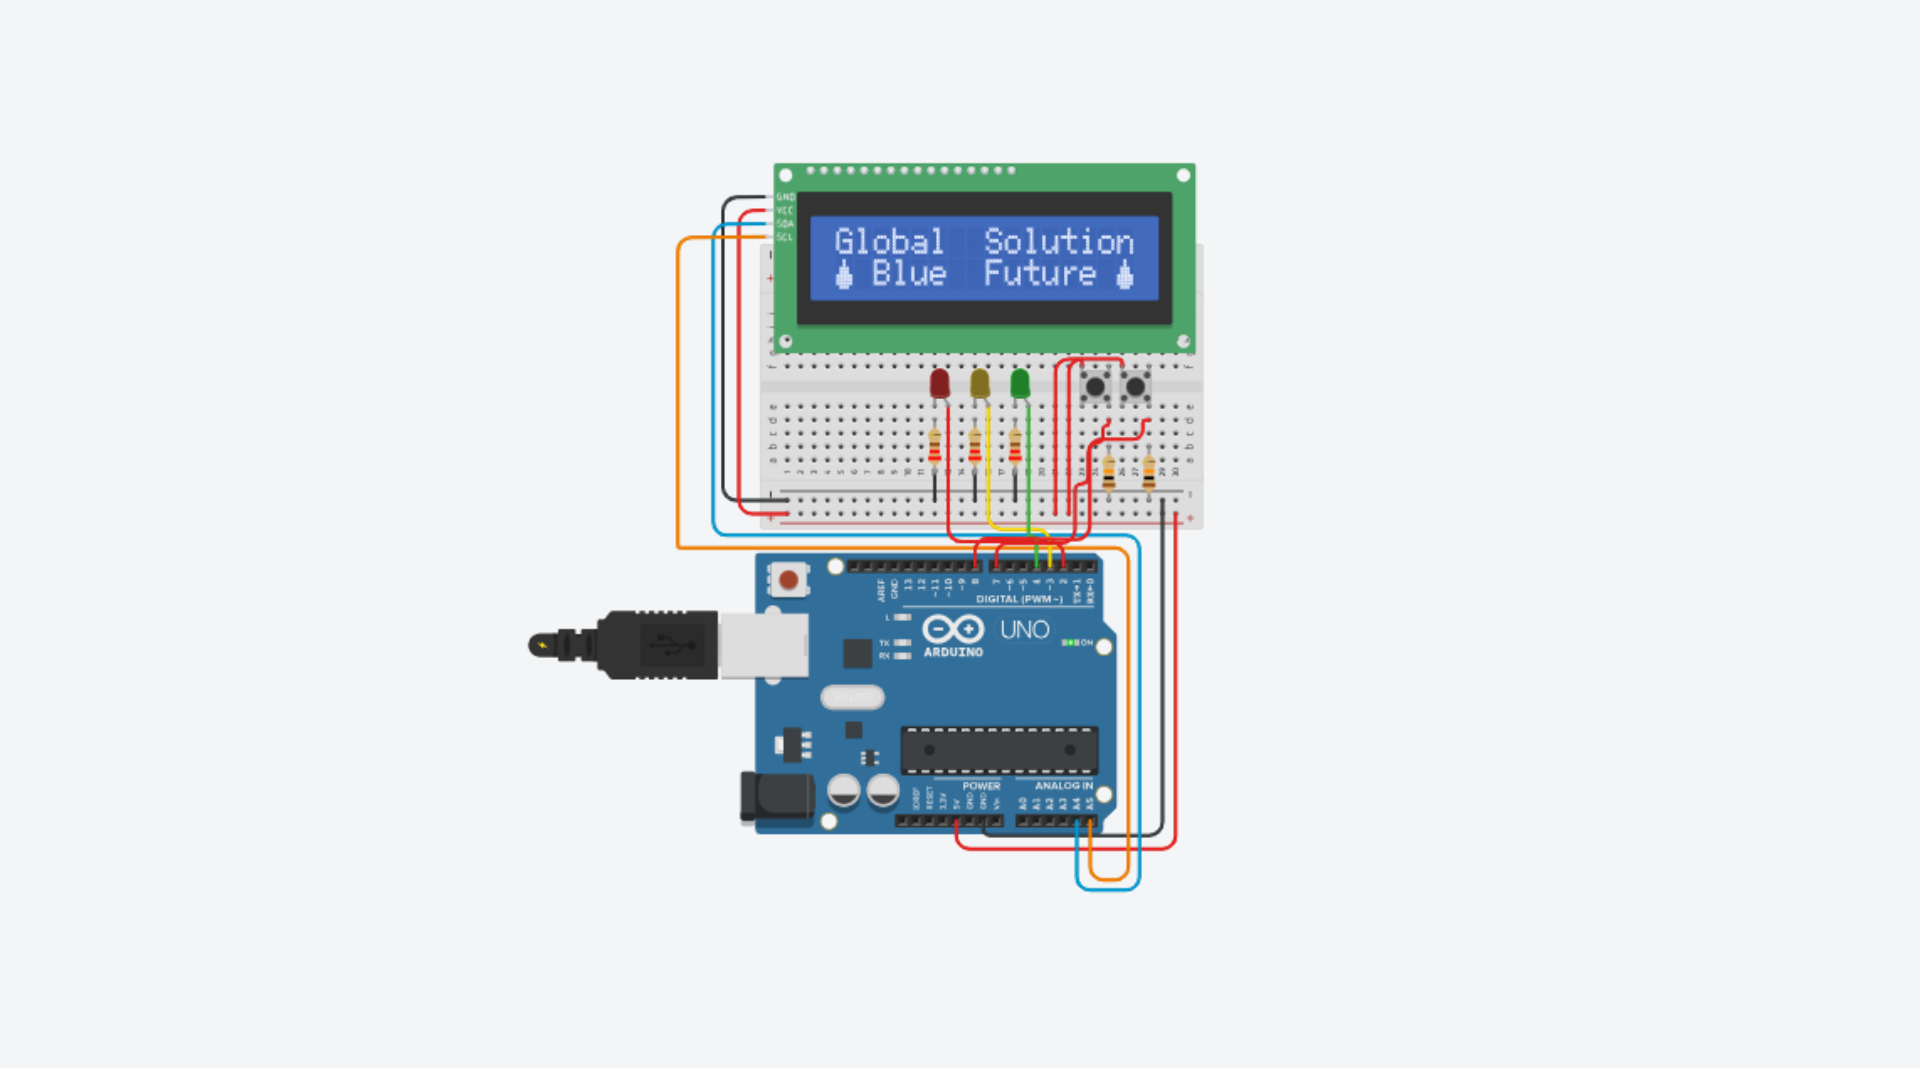 GND
VCC
SDA
SCL
Global Solution
Blue Future
AREF
GND
13
12
~11
~10
~9
8
7
~6
~5
4
~3
2
TX→1
RX←0
DIGITAL (PWM~)
L
TX
RX
ARDUINO
UNO
ON
POWER
ANALOG IN
IOREF
RESET
3.3V
5V
GND
GND
Vin
A0
A1
A2
A3
A4
A5